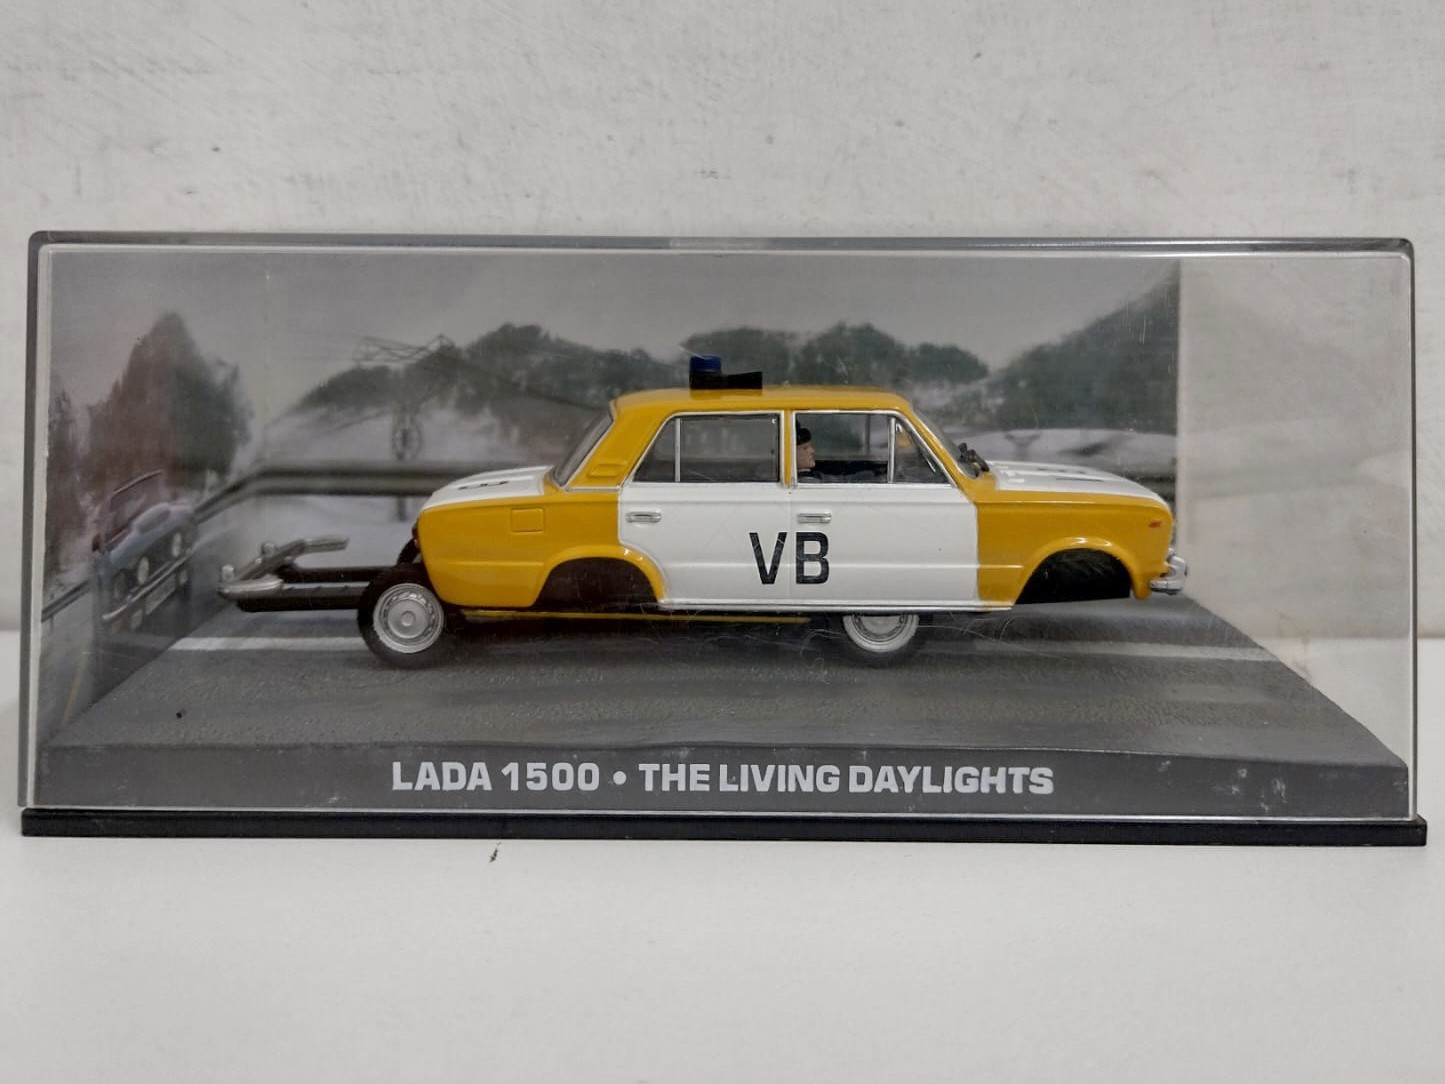 VB
LADA 1500 • THE LIVING DAYLIGHTS